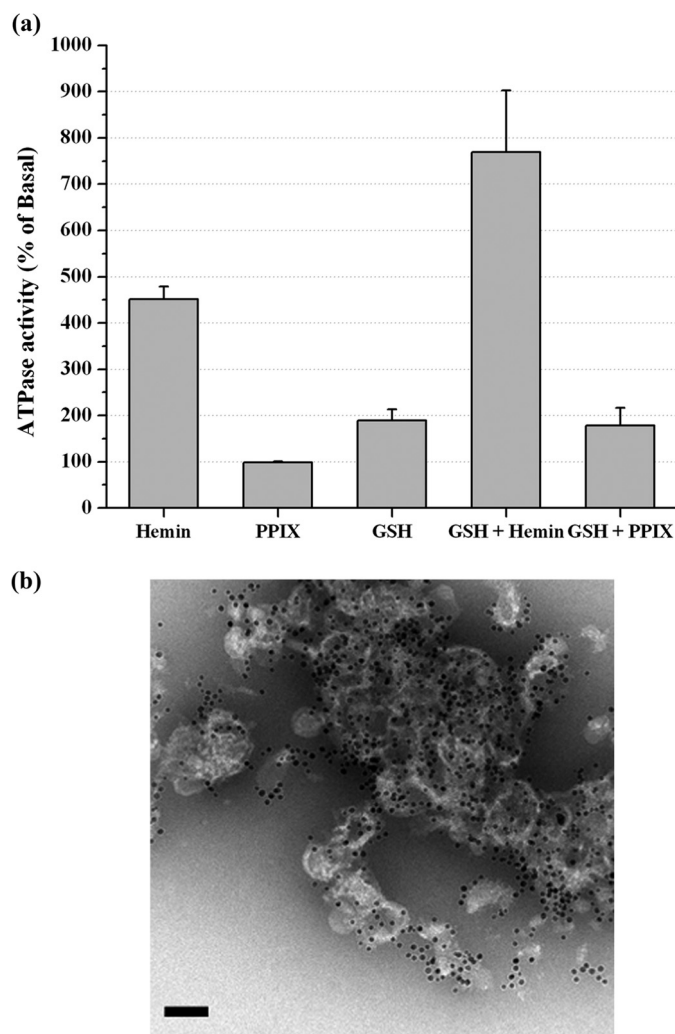 (a)
1000
900
800
700
600
500
400
300
200
100
0
ATPase activity (% of Basal)
Hemin PPIX GSH GSH + Hemin GSH + PPIX
(b)